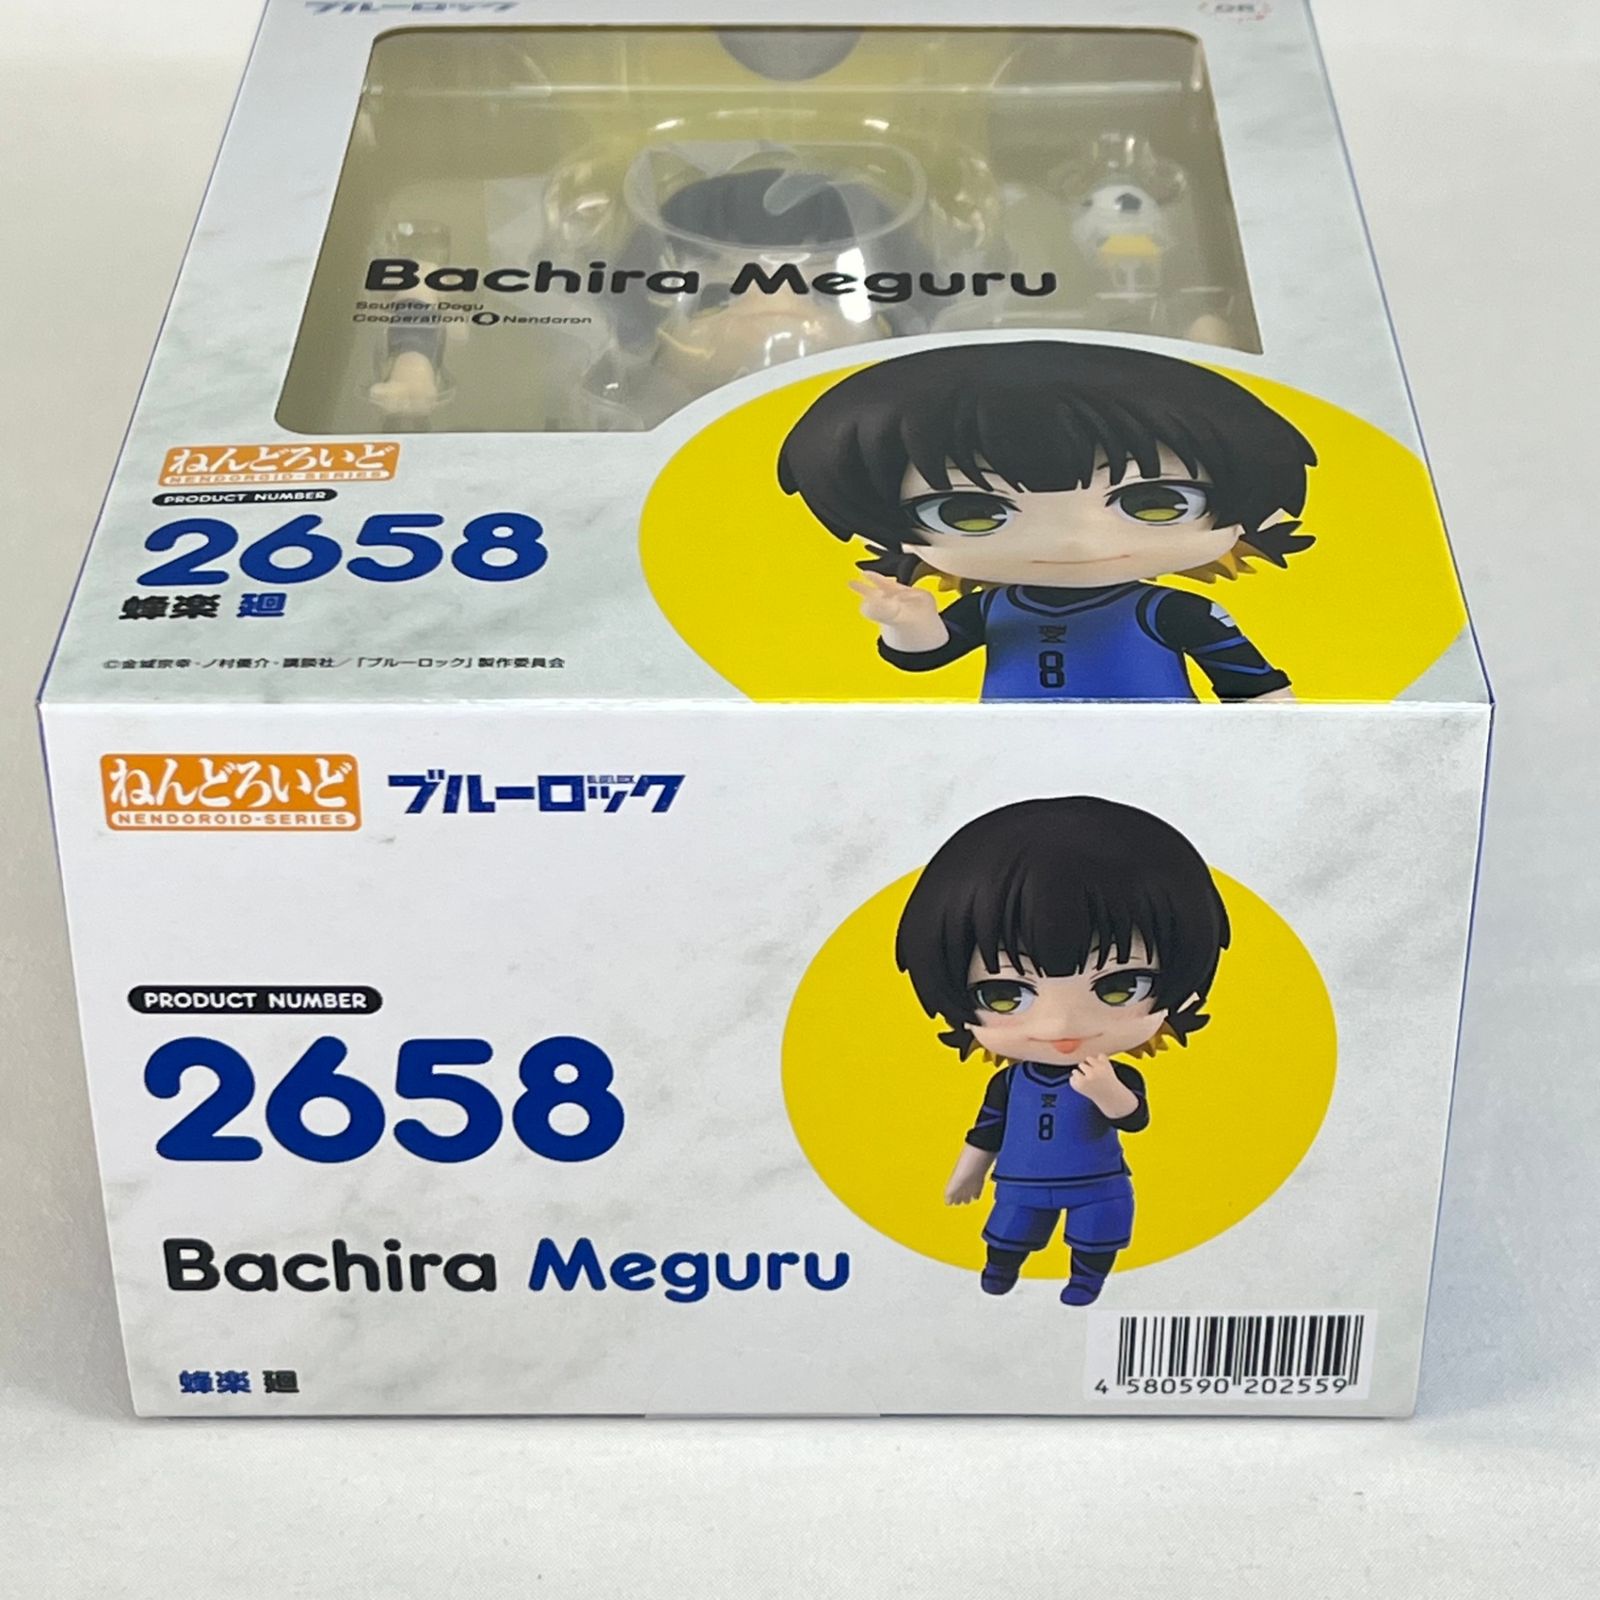 ブルーロック
Bachira Meguru
Sculptor:Dogu
Cooperation: Nendoron
ねんどろいど
NENDOROID-SERIES
PRODUCT NUMBER
2658
蜂楽 廻
©金城宗幸・ノ村優介・講談社／「ブルーロック」製作委員会
8
ねんどろいど
NENDOROID-SERIES
ブルーロック
BLUELOCK
PRODUCT NUMBER
2658
Bachira Meguru
8
蜂楽 廻
4 580590 202559